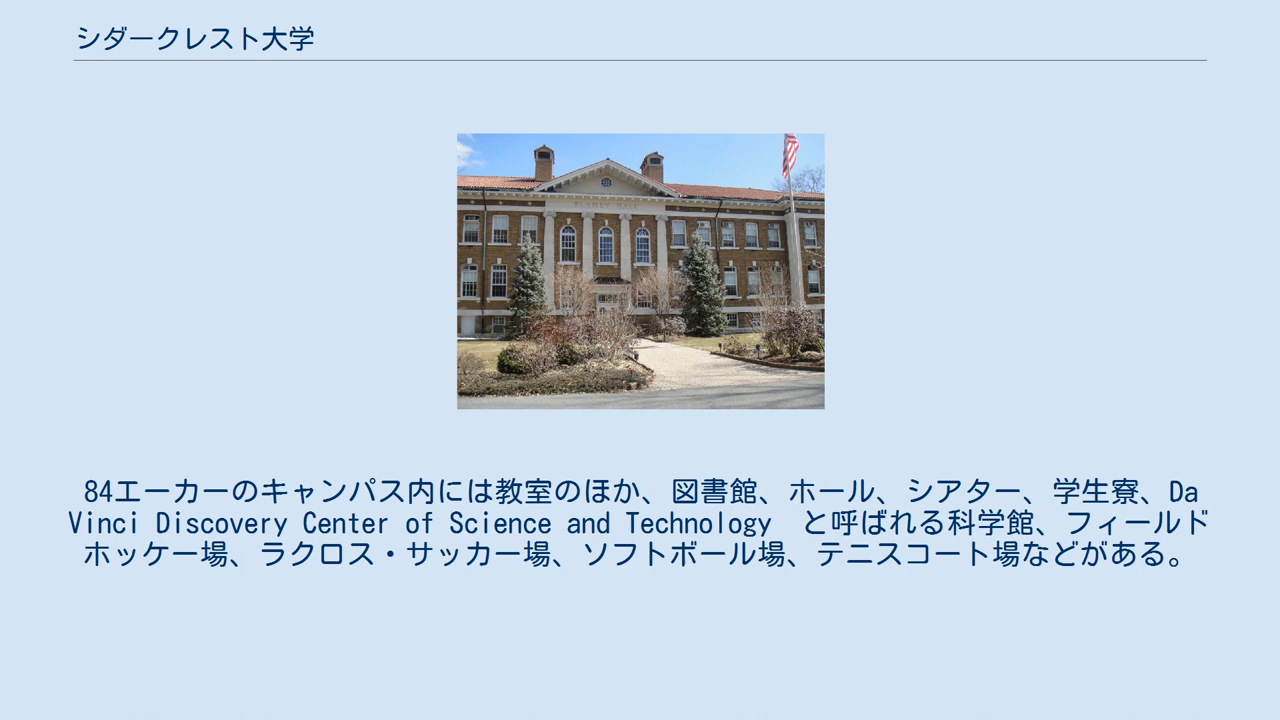 シダークレスト大学
BLANEY HALL
84エーカーのキャンパス内には教室のほか、図書館、ホール、シアター、学生寮、Da
Vinci Discovery Center of Science and Technology　と呼ばれる科学館、フィールド
ホッケー場、ラクロス・サッカー場、ソフトボール場、テニスコート場などがある。